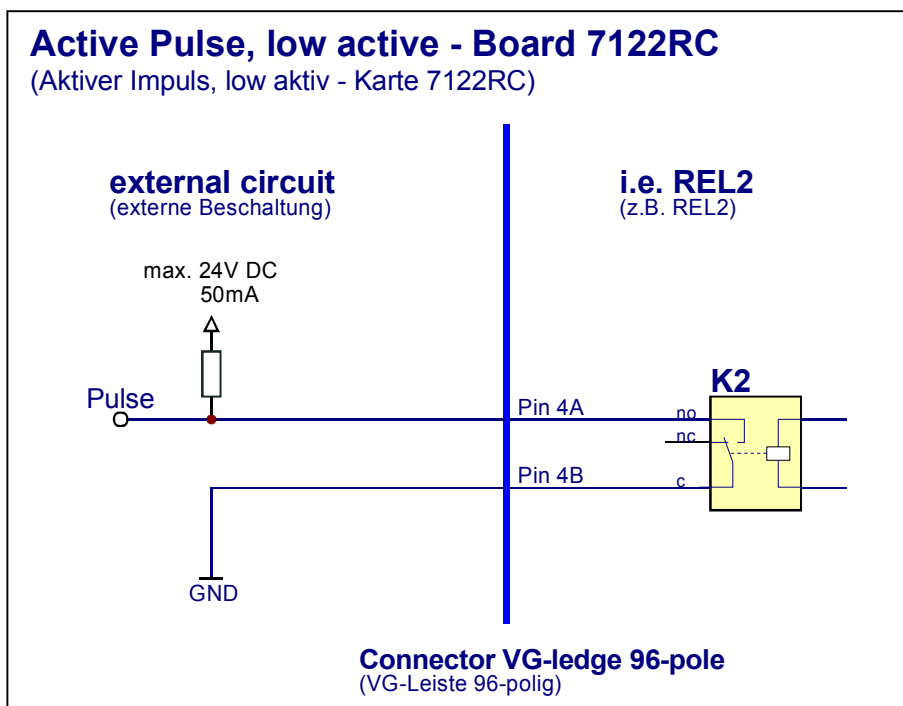 Active Pulse, low active - Board 7122RC
(Aktiver Impuls, low aktiv - Karte 7122RC)
external circuit
(externe Beschaltung)
i.e. REL2
(z.B. REL2)
max. 24V DC
50mA
K2
Pulse
Pin 4A
no
nc
Pin 4B
c
GND
Connector VG-ledge 96-pole
(VG-Leiste 96-polig)